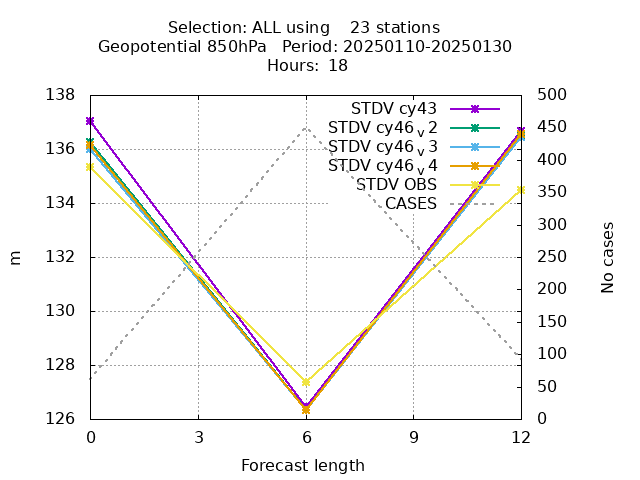 Selection: ALL using    23 stations
Geopotential 850hPa   Period: 20250110-20250130
Hours:  18
138
136
134
132
130
128
126
m
STDV cy43
STDV cy46 v 2
STDV cy46 v 3
STDV cy46 v 4
STDV OBS
CASES
500
450
400
350
300
250
200
150
100
50
0
No cases
0 3 6 9 12
Forecast length